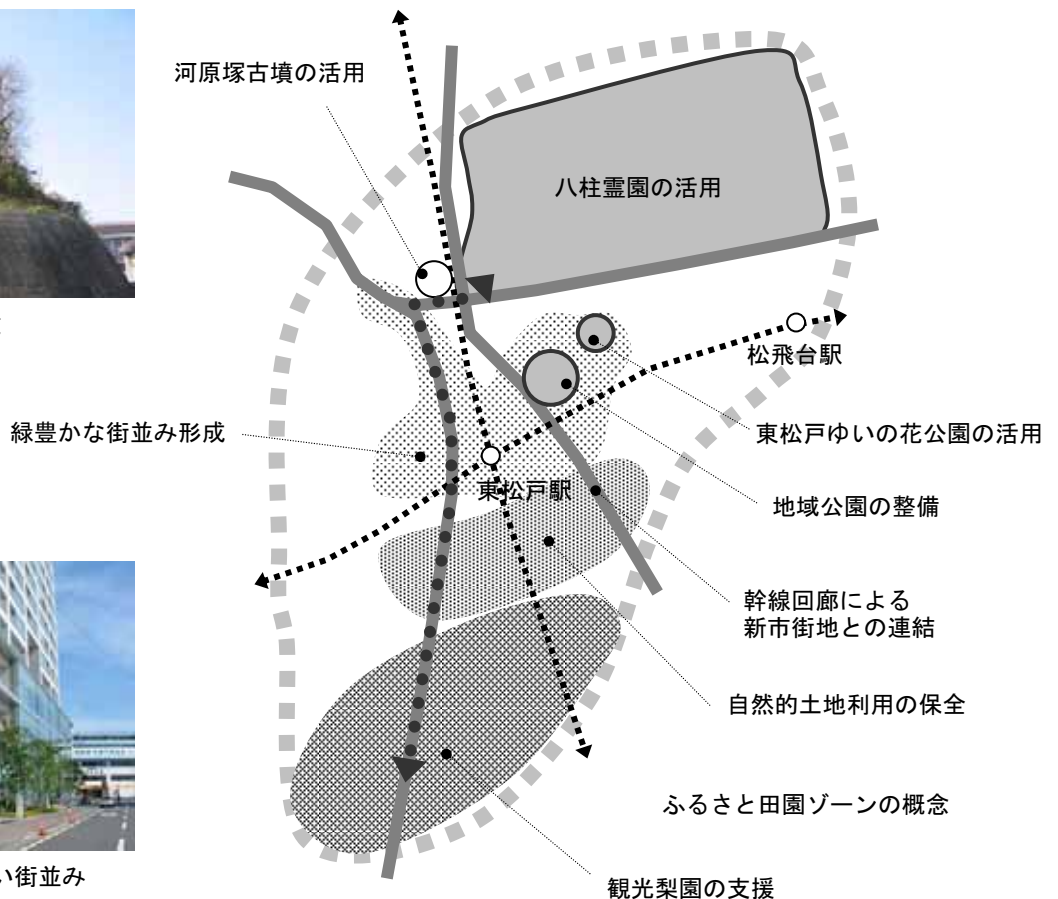 河原塚古墳の活用
八柱霊園の活用
松飛台駅
緑豊かな街並み形成
東松戸ゆいの花公園の活用
東松戸駅
地域公園の整備
幹線回廊による
新市街地との連結
自然的土地利用の保全
ふるさと田園ゾーンの概念
い街並み
観光梨園の支援